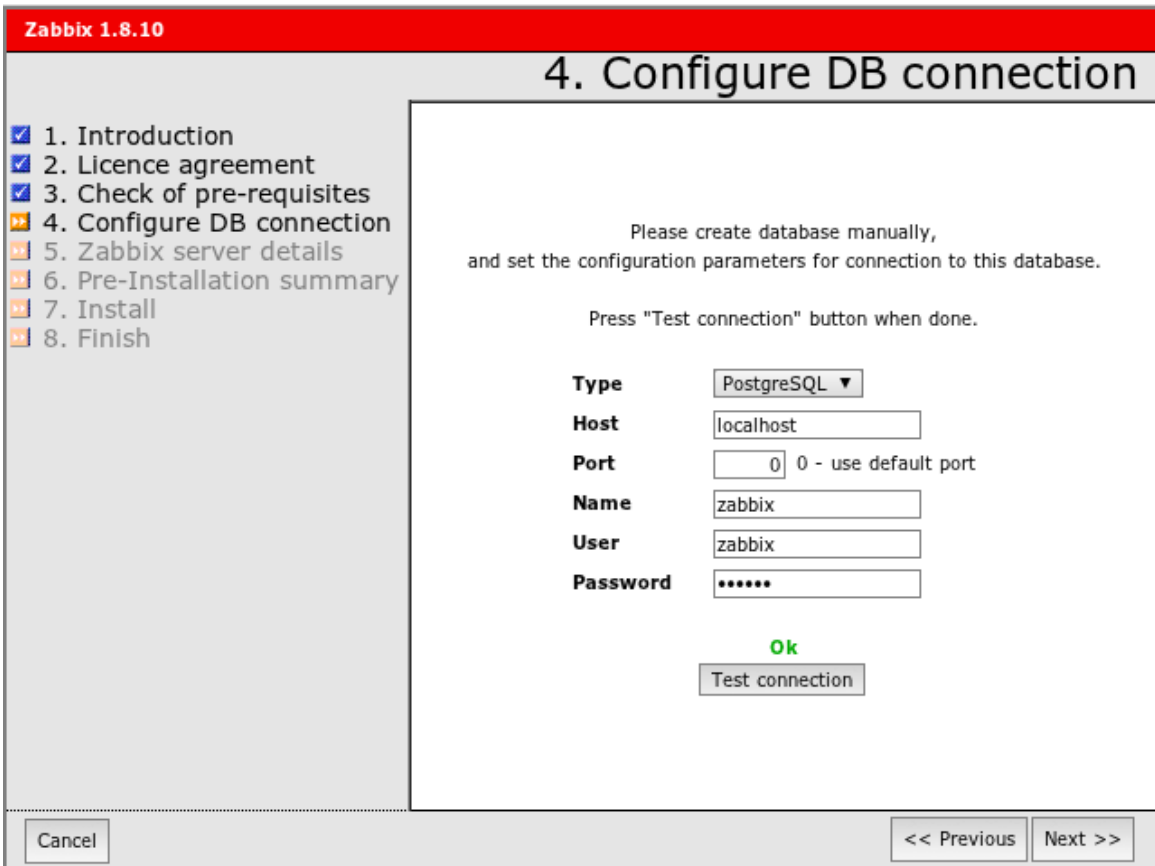 Zabbix 1.8.10
4. Configure DB connection
1. Introduction
2. Licence agreement
3. Check of pre-requisites
4. Configure DB connection
5. Zabbix server details
6. Pre-Installation summary
7. Install
8. Finish
Please create database manually,
and set the configuration parameters for connection to this database.
Press "Test connection" button when done.
Type PostgreSQL ▼
Host localhost
Port 0 0 - use default port
Name zabbix
User zabbix
Password ••••••
Ok
Test connection
Cancel << Previous Next >>